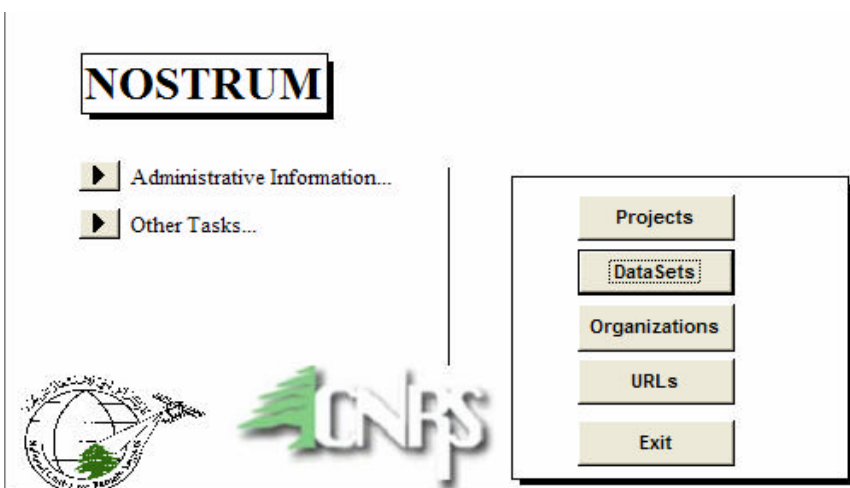 NOSTRUM
Administrative Information...
Other Tasks...
Projects
DataSets
Organizations
URLs
Exit
CNRS